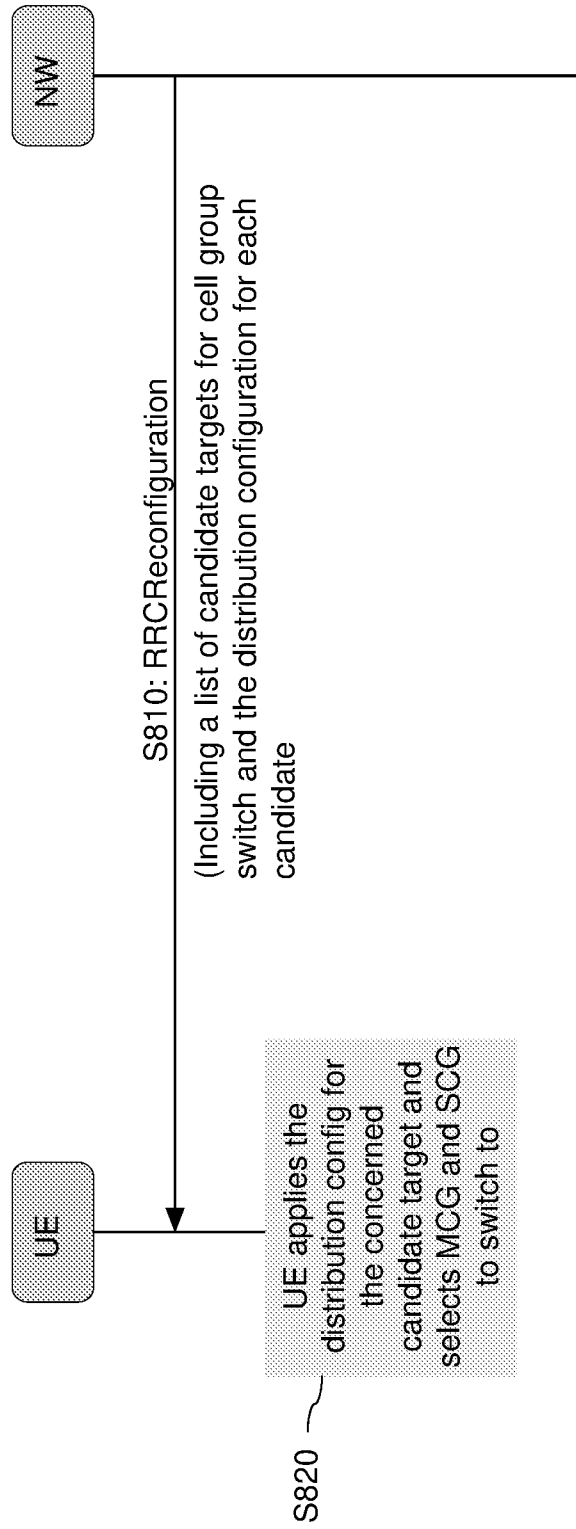 UE
NW
S810: RRCReconfiguration
(Including a list of candidate targets for cell group
switch and the distribution configuration for each
candidate
S820
UE applies the
distribution config for
the concerned
candidate target and
selects MCG and SCG
to switch to